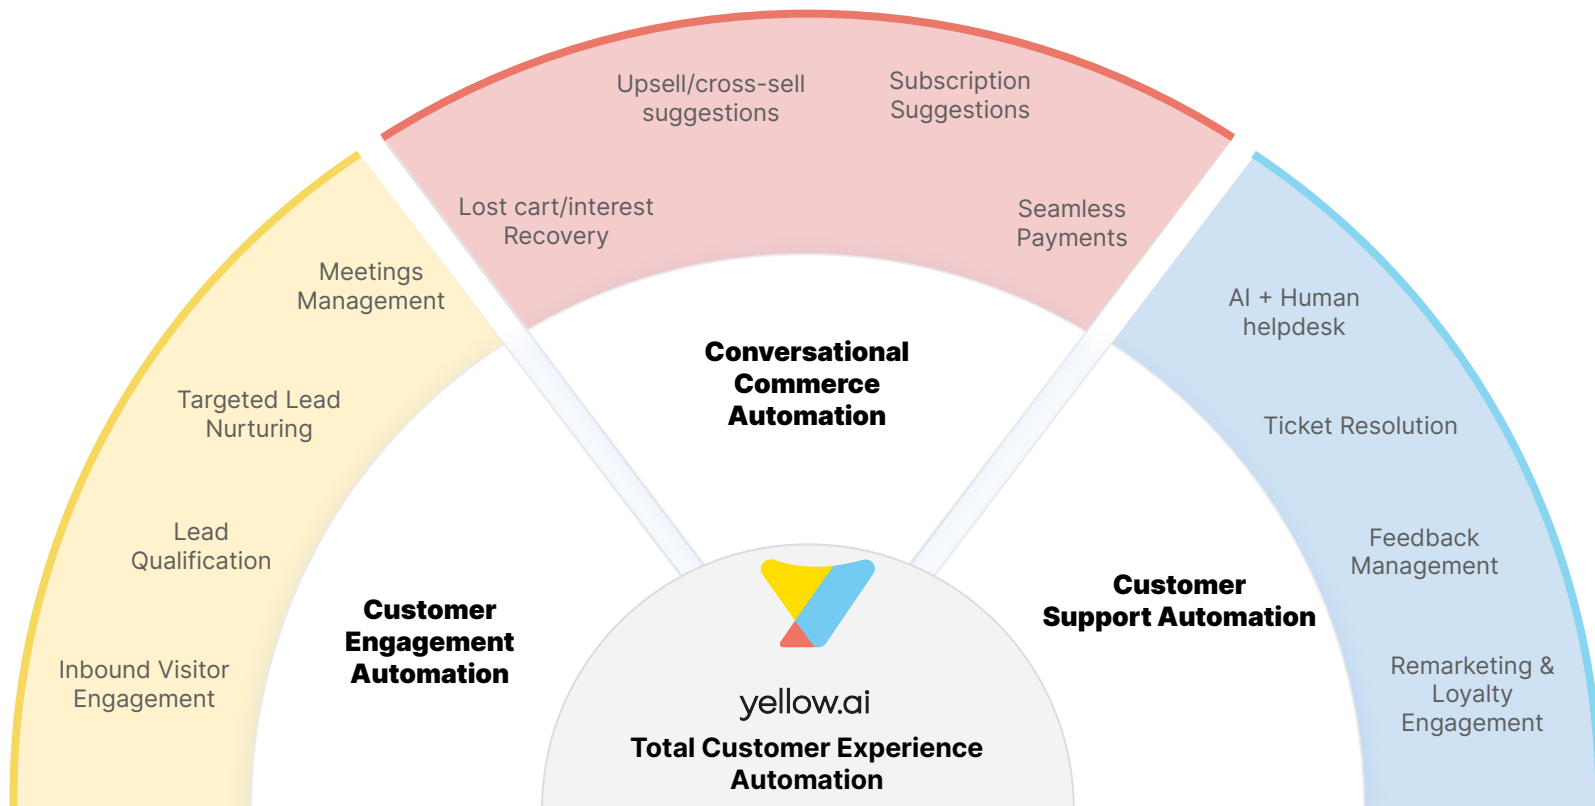 Upsell/cross-sell
suggestions
Subscription
Suggestions
Lost cart/interest
Recovery
Seamless
Payments
Conversational
Commerce
Automation
Meetings
Management
Targeted Lead
Nurturing
Lead
Qualification
Inbound Visitor
Engagement
Customer
Engagement
Automation
AI + Human
helpdesk
Ticket Resolution
Feedback
Management
Remarketing &
Loyalty
Engagement
Customer
Support Automation
yellow.ai
Total Customer Experience
Automation